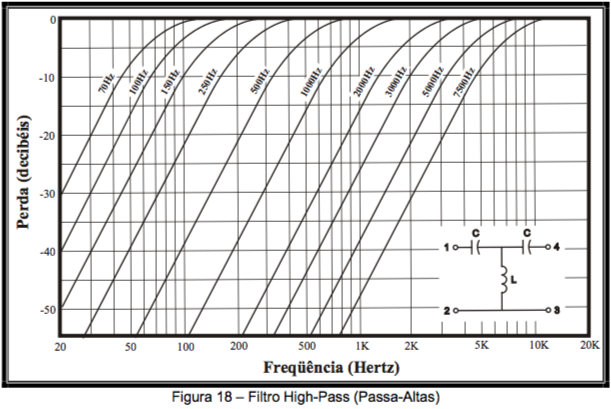 0
-10
-20
-30
-40
-50
Perda (decibéis)
70Hz
100Hz
150Hz
250Hz
500Hz
1000Hz
2000Hz
3000Hz
5000Hz
7500Hz
C C
1 4
L
2 3
20 50 100 200 500 1K 2K 5K 10K 20K
Freqüência (Hertz)
Figura 18 – Filtro High-Pass (Passa-Altas)